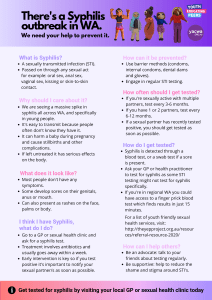 There's a Syphilis
outbreak in WA.
We need your help to prevent it.
YOUTH
EDUCATING
PEERS
yacwa
What is Syphilis?
A sexually transmitted infection (STI).
Passed on through any sexual act
for example: oral sex, anal sex,
vaginal sex, kissing or skin-to-skin
contact.
Why should I care about it?
We are seeing a massive spike in
syphilis all across WA, and specifically
in young people.
It's easy to transmit because people
often don't know they have it.
It can harm a baby during pregnancy
and cause stillbirths and other
complications.
If left untreated it has serious effects
on the body.
What does it look like?
Most people don't have any
symptoms.
Some develop sores on their genitals,
anus or mouth.
Can also present as rashes on the face,
palms or body.
I think I have Syphilis,
what do I do?
Go to a GP or sexual health clinic and
ask for a syphilis test.
Treatment involves antibiotics and
usually goes away within a week.
Early intervention is key so if you test
positive it's important to notify your
sexual partners as soon as possible.
How can it be prevented?
Use barrier methods (condoms,
internal condoms, dental dams
and gloves).
Engage in regular STI testing.
How often should I get tested?
If you're sexually active with multiple
partners, test every 3-6 months.
If you have 1 or 2 partners, test every
6-12 months.
If a sexual partner has recently tested
positive, you should get tested as
soon as possible.
How do I get tested?
Syphilis is detected through a
blood test, or a swab test if a sore
is present.
Ask your GP or health practitioner
to test for syphilis as some STI
testing might not test for syphilis
specifically.
If you're in regional WA you could
have access to a finger prick blood
test which finds results in just 15
minutes.
For a list of youth friendly sexual
health services, visit:
How can I help others?
Be an advocate: talk to your
friends about testing regularly.
Be supportive: help to reduce the
shame and stigma around STI's.
Get tested for syphilis by visiting your local GP or sexual health clinic today